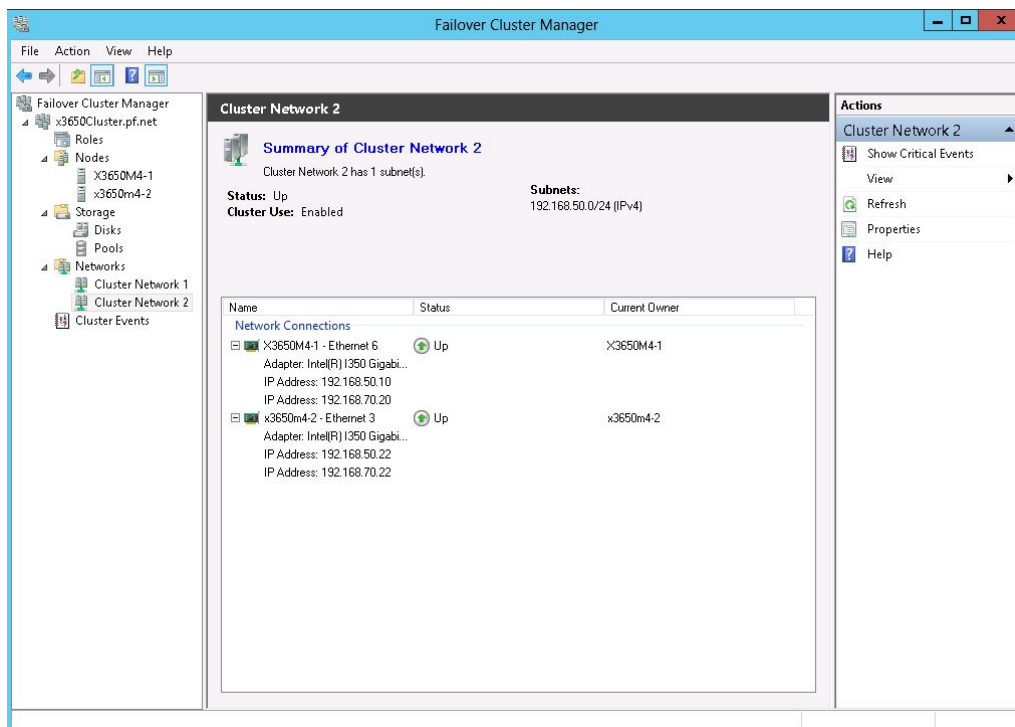 Failover Cluster Manager
File Action View Help
Failover Cluster Manager
x3650Cluster.pf.net
Roles
Nodes
X3650M4-1
x3650m4-2
Storage
Disks
Pools
Networks
Cluster Network 1
Cluster Network 2
Cluster Events
Cluster Network 2
Summary of Cluster Network 2
Cluster Network 2 has 1 subnet(s).
Status: Up
Cluster Use: Enabled
Subnets:
192.168.50.0/24 (IPv4)
Name Status Current Owner
Network Connections
X3650M4-1 - Ethernet 6 Up X3650M4-1
Adapter: Intel(R) I350 Gigabi...
IP Address: 192.168.50.10
IP Address: 192.168.70.20
x3650m4-2 - Ethernet 3 Up x3650m4-2
Adapter: Intel(R) I350 Gigabi...
IP Address: 192.168.50.22
IP Address: 192.168.70.22
Actions
Cluster Network 2
Show Critical Events
View
Refresh
Properties
Help